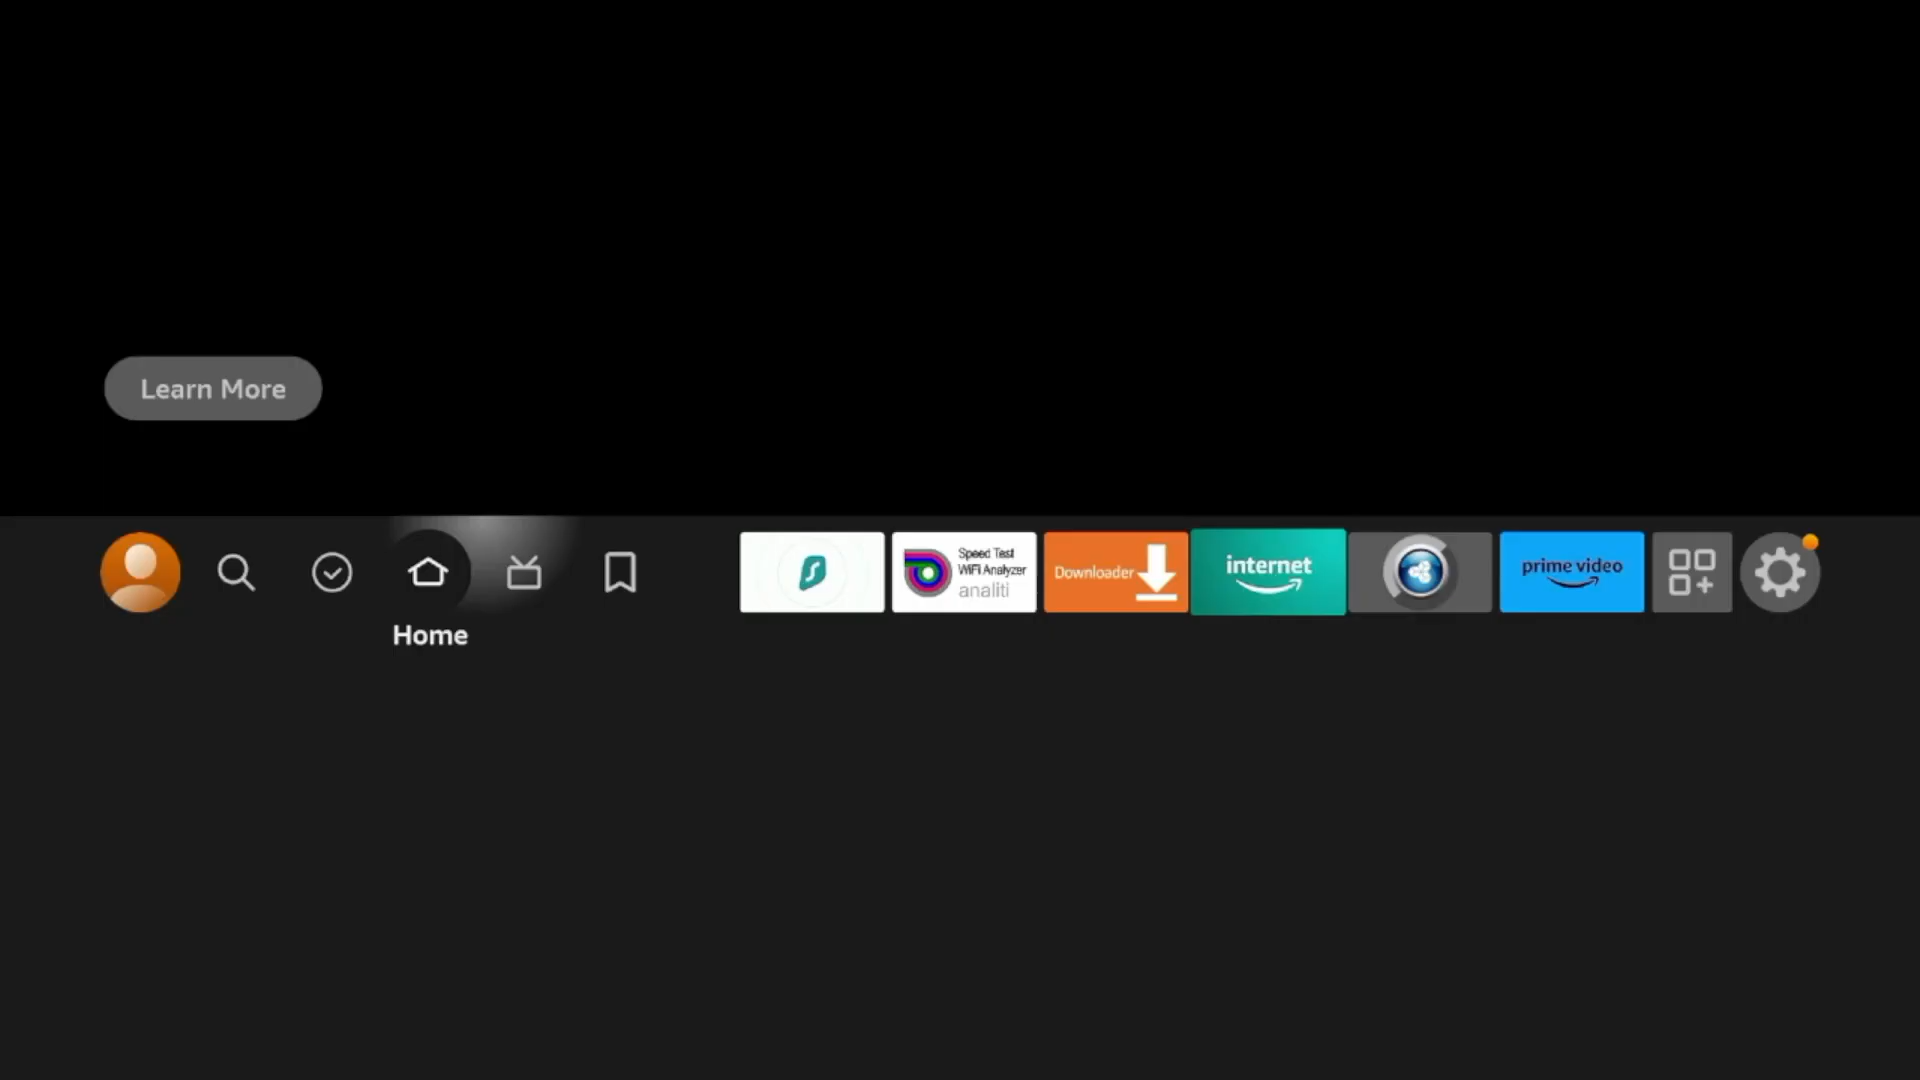 Learn More
Speed Test
WiFi Analyzer
analiti
Downloader
internet
prime video
Home